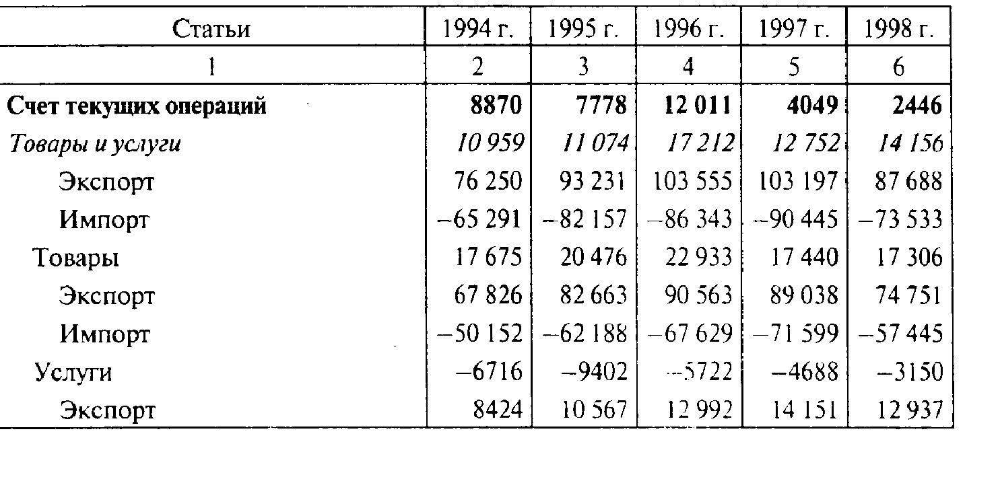 Статьи 1994 г. 1995 г. 1996 г. 1997 г. 1998 г.
1 2 3 4 5 6
Счет текущих операций 8870 7778 12 011 4049 2446
Товары и услуги 10 959 11 074 17 212 12 752 14 156
Экспорт 76 250 93 231 103 555 103 197 87 688
Импорт –65 291 –82 157 –86 343 –90 445 –73 533
Товары 17 675 20 476 22 933 17 440 17 306
Экспорт 67 826 82 663 90 563 89 038 74 751
Импорт –50 152 –62 188 –67 629 –71 599 –57 445
Услуги –6716 –9402 –5722 –4688 –3150
Экспорт 8424 10 567 12 992 14 151 12 937